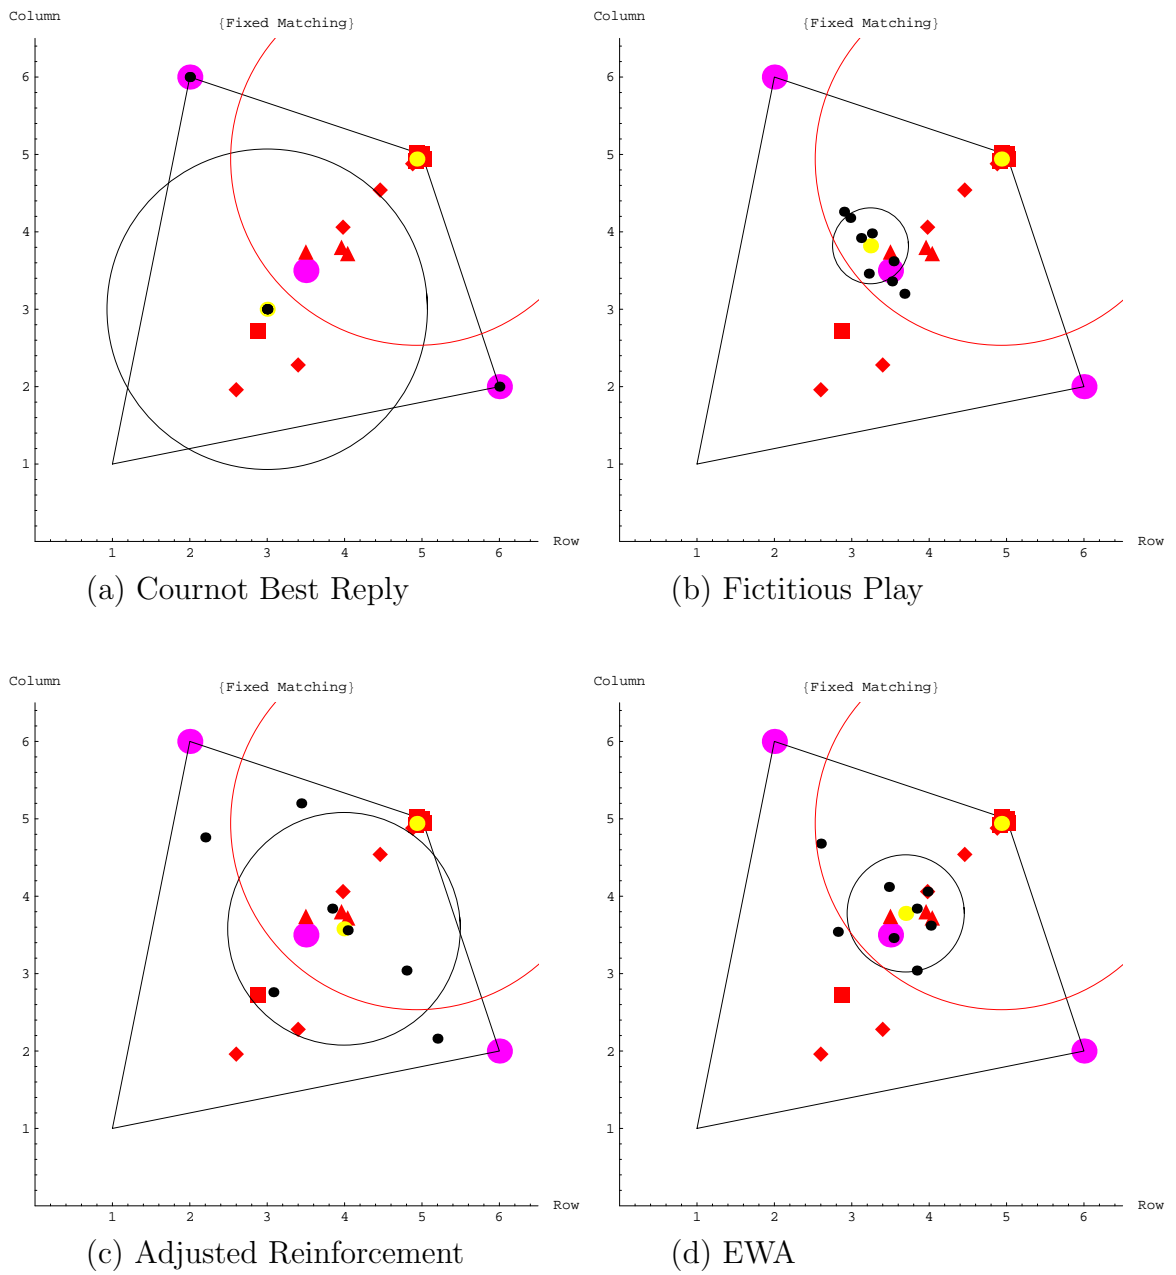 Column
{Fixed Matching}
6
5
4
3
2
1
1 2 3 4 5 6
Row
(a) Cournot Best Reply
Column
{Fixed Matching}
6
5
4
3
2
1
1 2 3 4 5 6
Row
(b) Fictitious Play
Column
{Fixed Matching}
6
5
4
3
2
1
1 2 3 4 5 6
Row
(c) Adjusted Reinforcement
Column
{Fixed Matching}
6
5
4
3
2
1
1 2 3 4 5 6
Row
(d) EWA